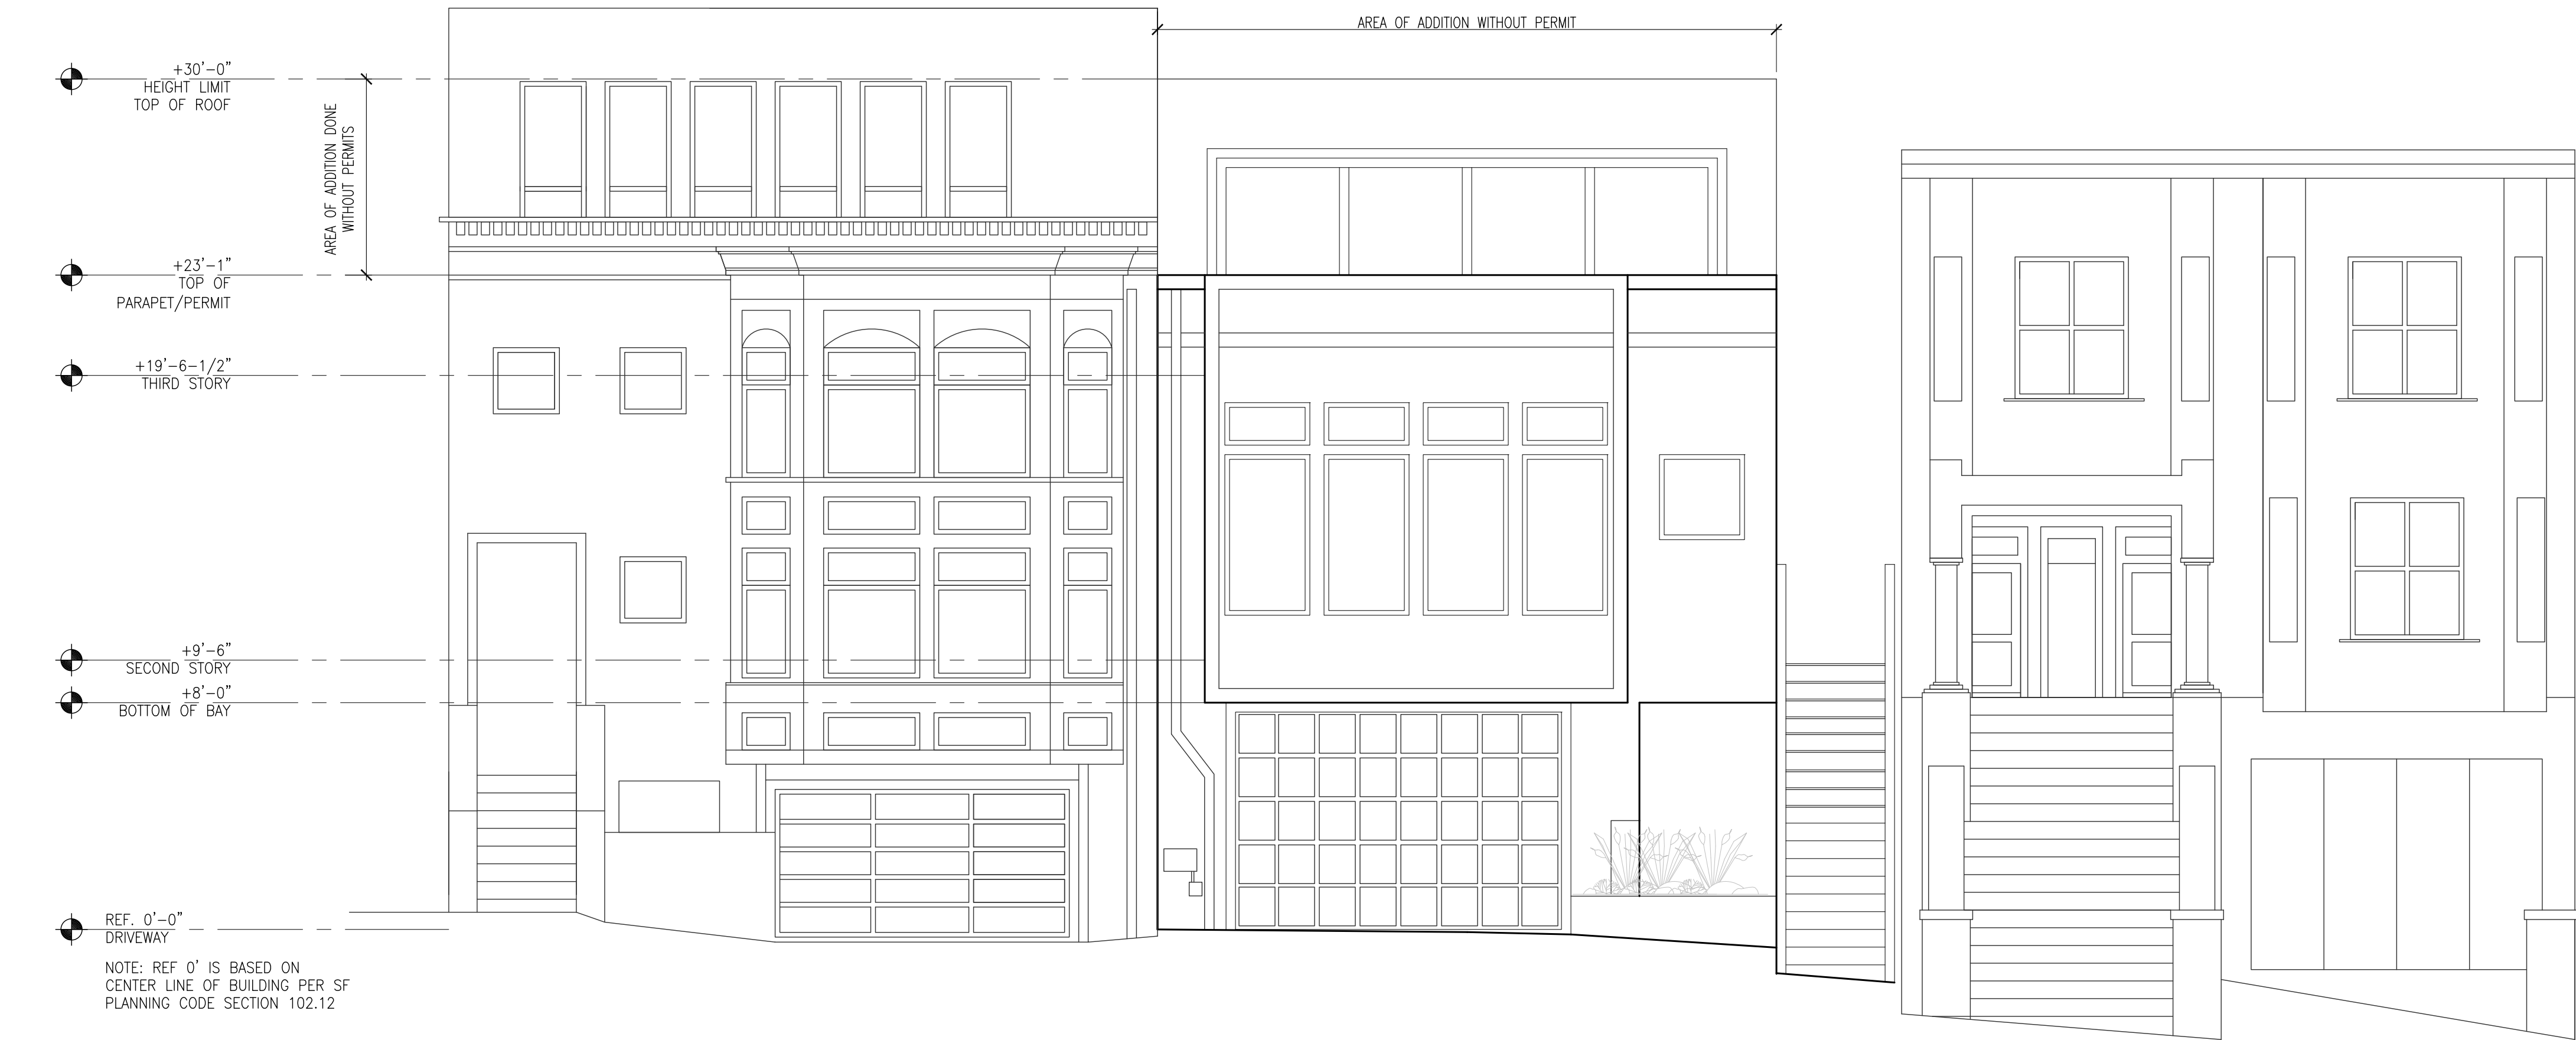 AREA OF ADDITION WITHOUT PERMIT
+30'-0"
HEIGHT LIMIT
TOP OF ROOF
AREA OF ADDITION DONE
WITHOUT PERMITS
+23'-1"
TOP OF
PARAPET/PERMIT
+19'-6-1/2"
THIRD STORY
+9'-6"
SECOND STORY
+8'-0"
BOTTOM OF BAY
REF. 0'-0"
DRIVEWAY
NOTE: REF 0' IS BASED ON
CENTER LINE OF BUILDING PER SF
PLANNING CODE SECTION 102.12